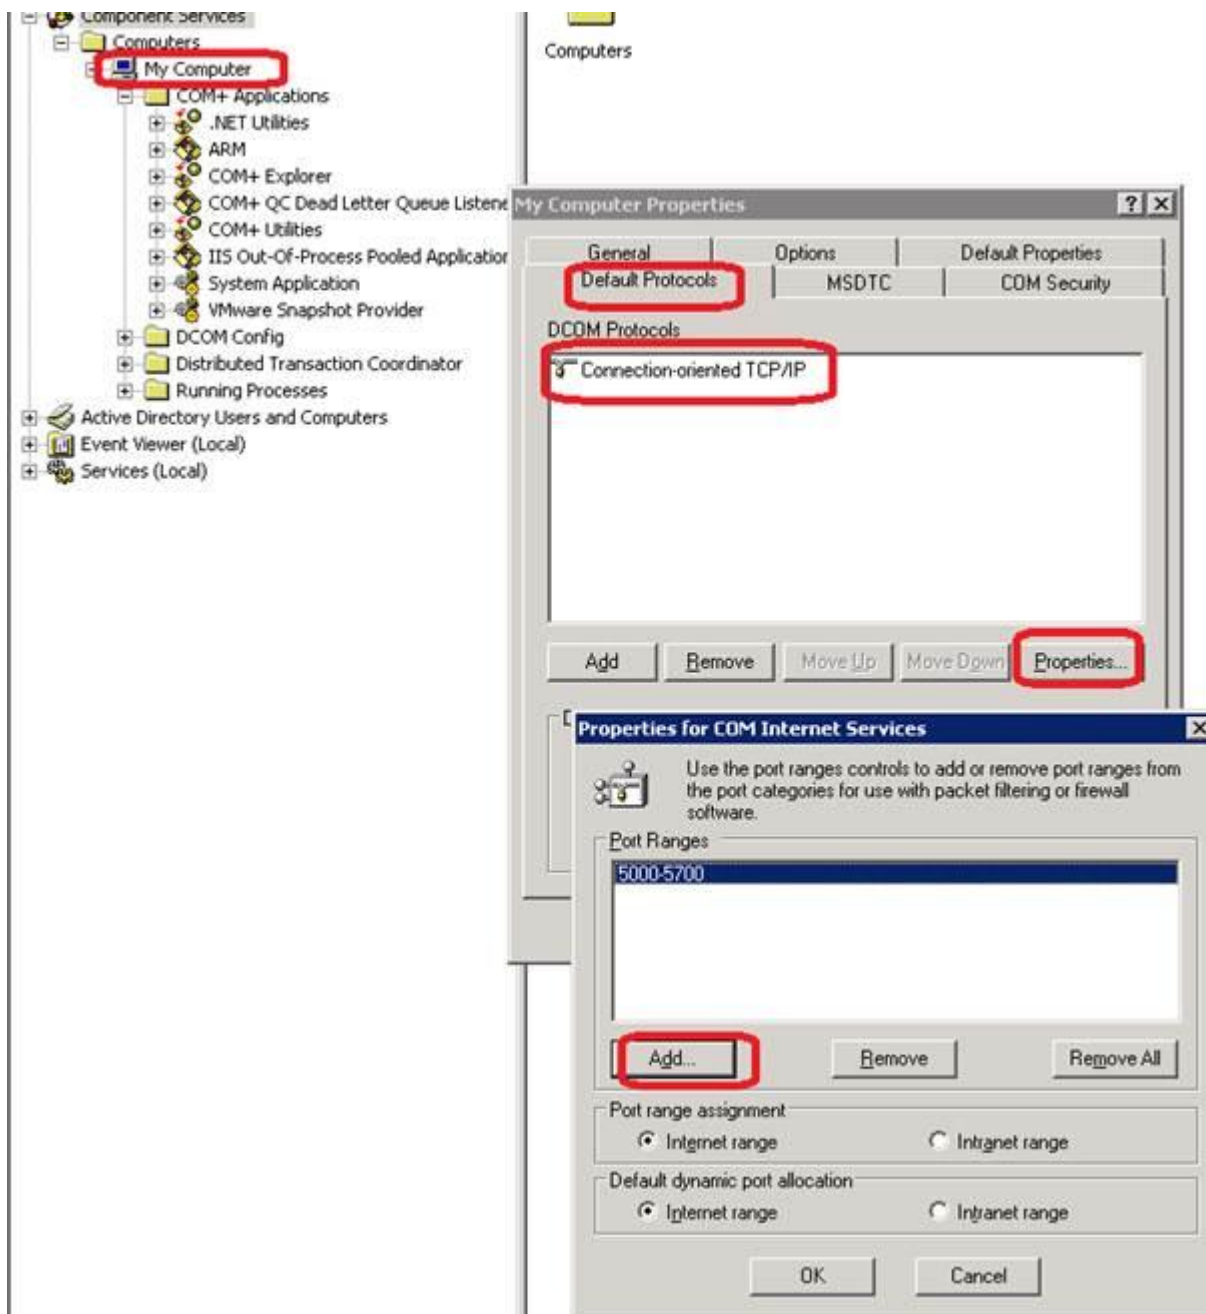 Component Services
Computers
My Computer
COM+ Applications
.NET Utilities
ARM
COM+ Explorer
COM+ QC Dead Letter Queue Listene
COM+ Utilities
IIS Out-Of-Process Pooled Application
System Application
VMware Snapshot Provider
DCOM Config
Distributed Transaction Coordinator
Running Processes
Active Directory Users and Computers
Event Viewer (Local)
Services (Local)
Computers
My Computer Properties
General Options Default Properties
Default Protocols MSDTC COM Security
DCOM Protocols
Connection-oriented TCP/IP
Add Remove Move Up Move Down Properties...
Properties for COM Internet Services
Use the port ranges controls to add or remove port ranges from
the port categories for use with packet filtering or firewall
software.
Port Ranges
5000-5700
Add... Remove Remove All
Port range assignment
Internet range Intranet range
Default dynamic port allocation
Internet range Intranet range
OK Cancel